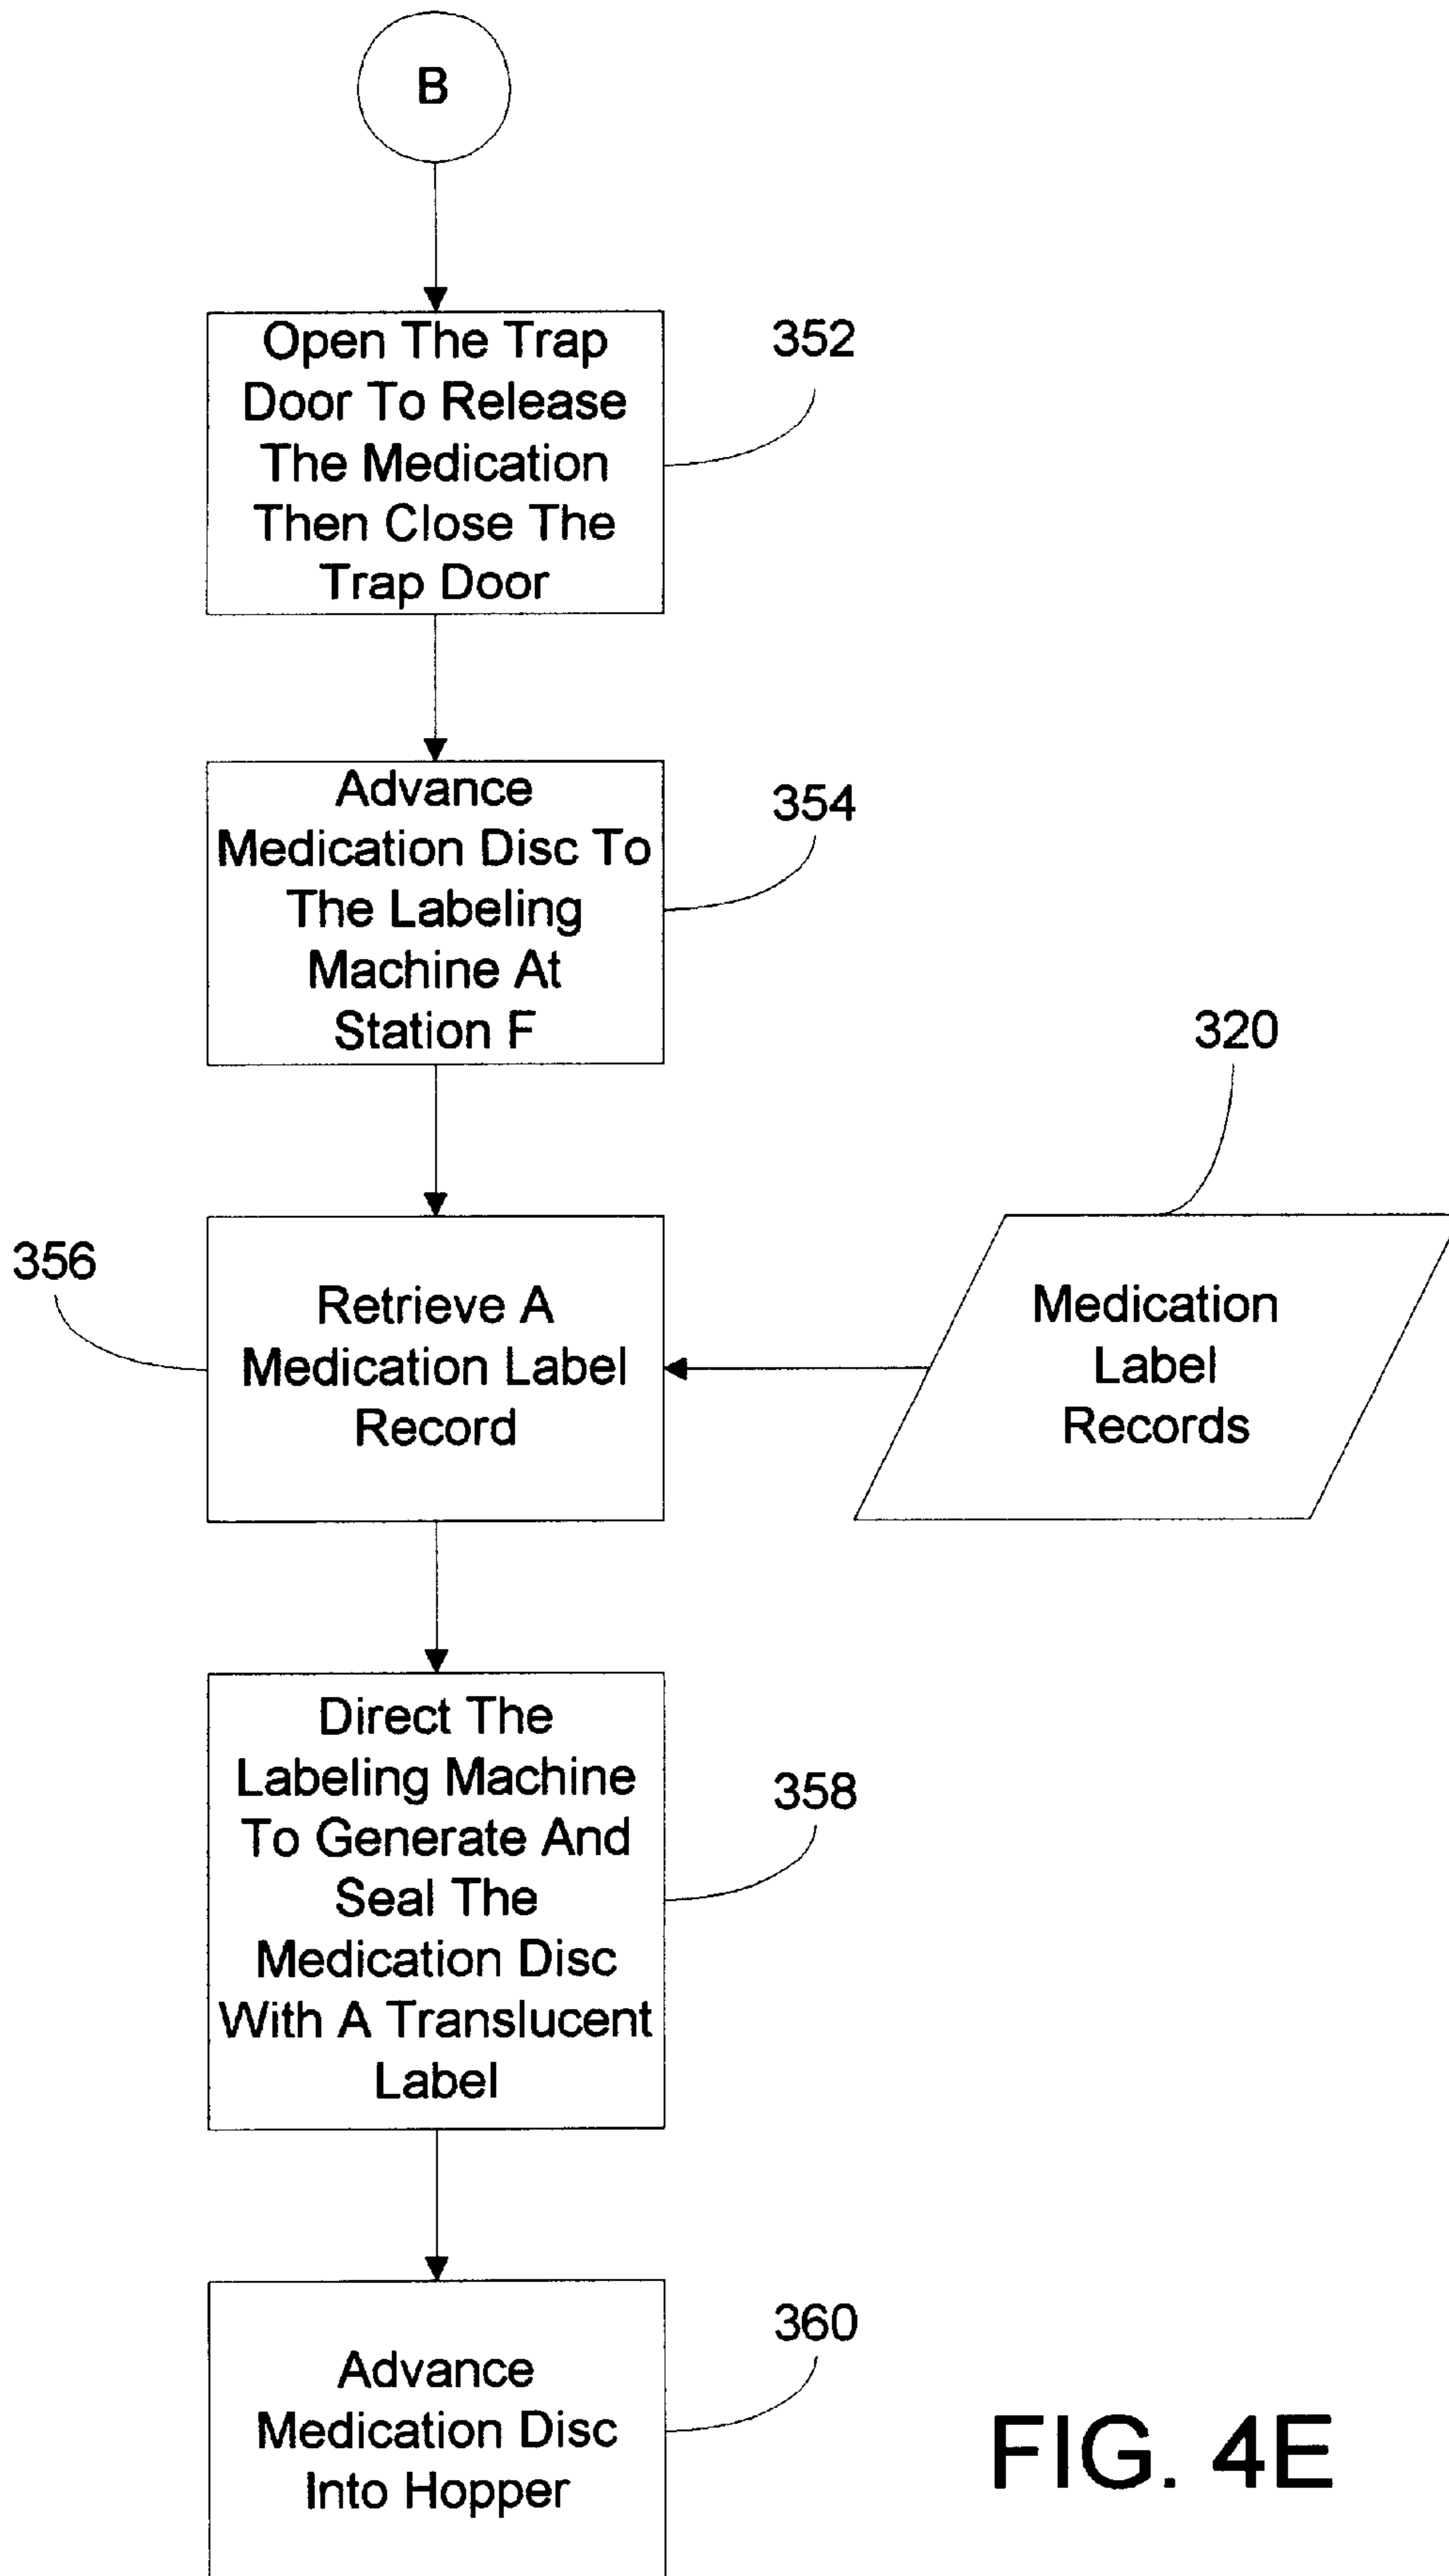 B
Open The Trap
Door To Release
The Medication
Then Close The
Trap Door
352
Advance
Medication Disc To
The Labeling
Machine At
Station F
354
320
356
Retrieve A
Medication Label
Record
Medication
Label
Records
Direct The
Labeling Machine
To Generate And
Seal The
Medication Disc
With A Translucent
Label
358
Advance
Medication Disc
Into Hopper
360
FIG. 4E